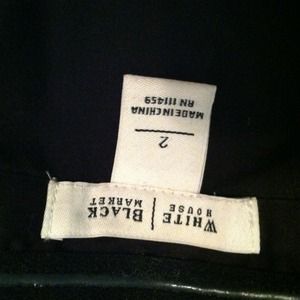 WHITE | BLACK
HOUSE | MARKET
2
MADE IN CHINA
RN 111459